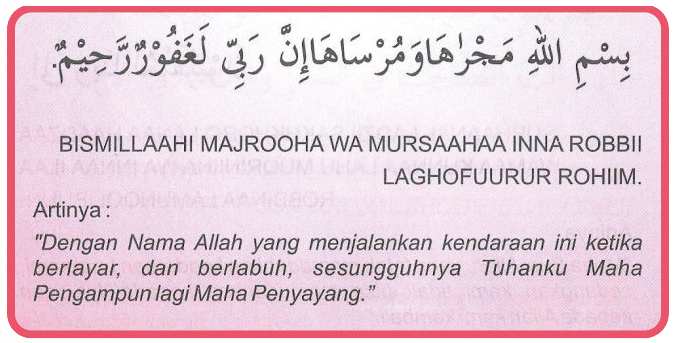 بِسْمِ اللهِ مَجْرٰىهَاوَمُرْسَاهَاإِنَّ رَبِّيْ لَغَفُوْرٌرَّحِيْمٌ.
BISMILLAAHI MAJROOHA WA MURSAAHAA INNA ROBBII
LAGHOFUURUR ROHIIM.
Artinya :
"Dengan Nama Allah yang menjalankan kendaraan ini ketika
berlayar, dan berlabuh, sesungguhnya Tuhanku Maha
Pengampun lagi Maha Penyayang.”